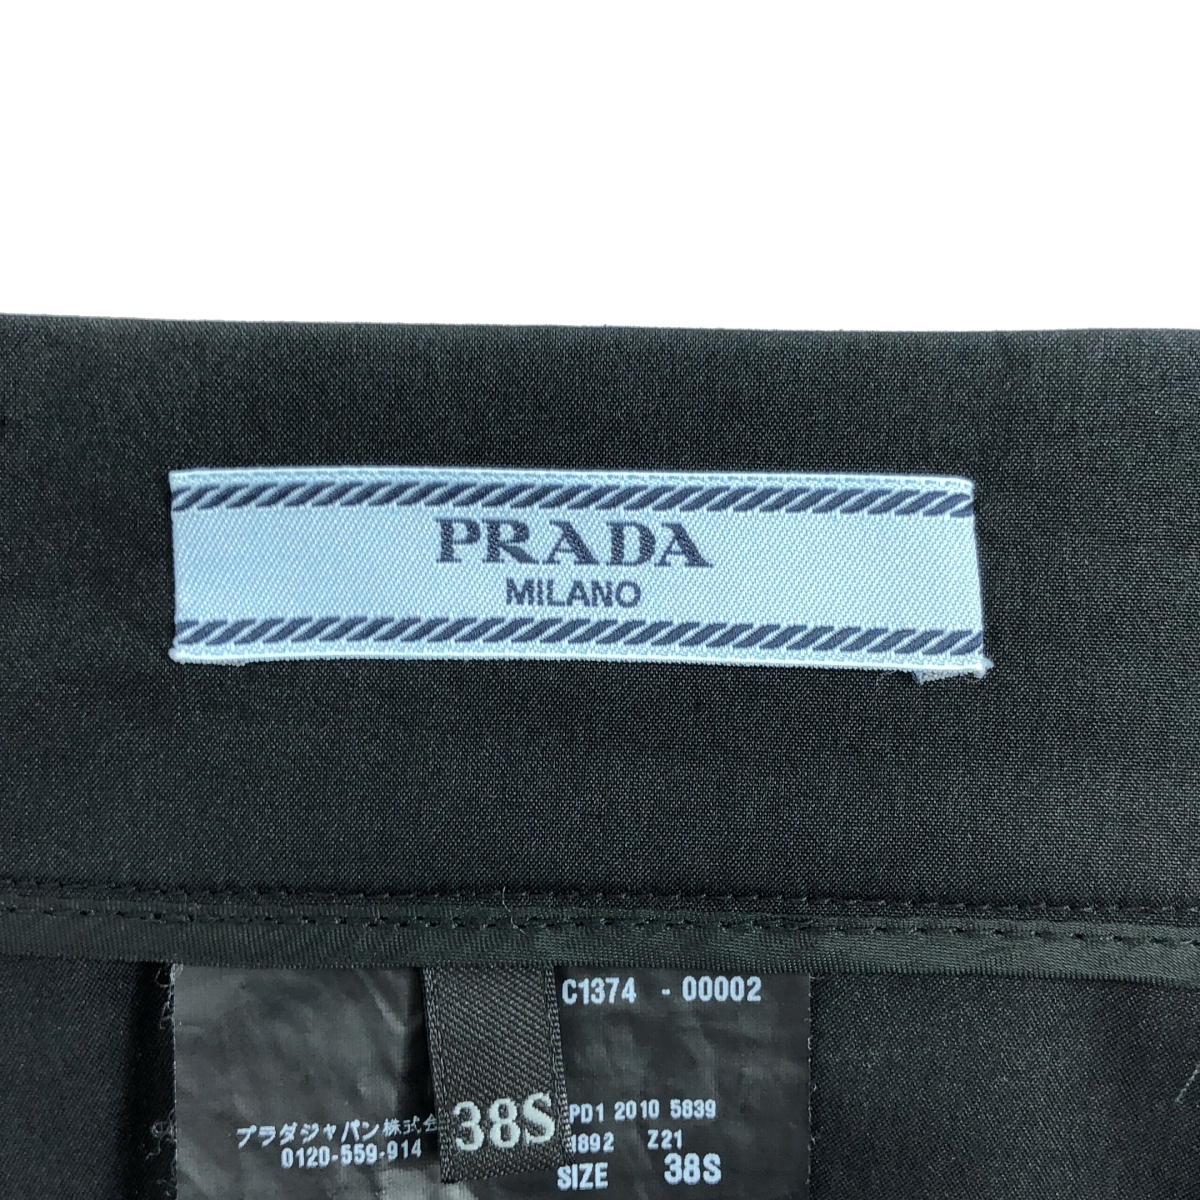 PRADA
MILANO
C1374 - 00002
PD1 2010 5839
1892 Z21
SIZE 38S
38S
プラダジャパン株式会
0120-559-914